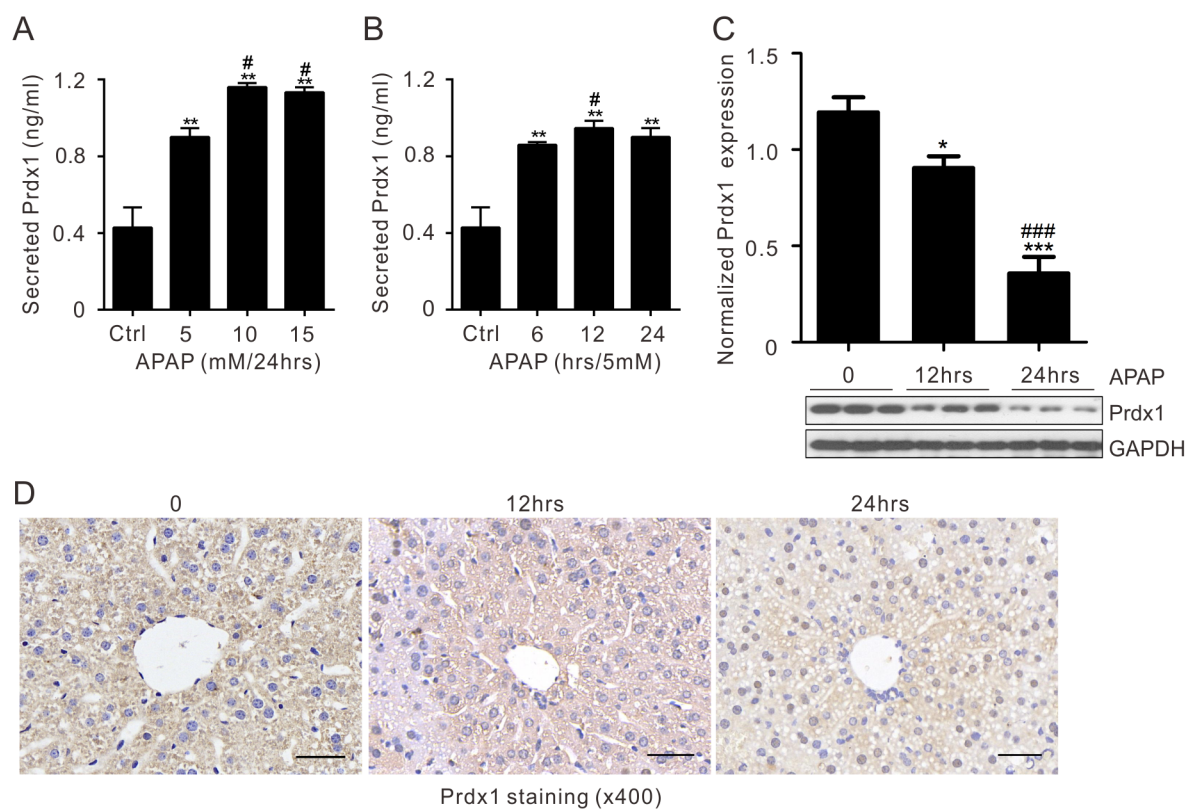 A
Secreted Prdx1 (ng/ml)
1.2
0.8
0.4
0
**
#
**
#
**
Ctrl 5 10 15
APAP (mM/24hrs)
B
Secreted Prdx1 (ng/ml)
1.2
0.8
0.4
0
**
#
**
**
Ctrl 6 12 24
APAP (hrs/5mM)
C
Normalized Prdx1 expression
1.5
1.0
1.5
0
*
###
***
0 12hrs 24hrs APAP
Prdx1
GAPDH
D
0 12hrs 24hrs
Prdx1 staining (x400)